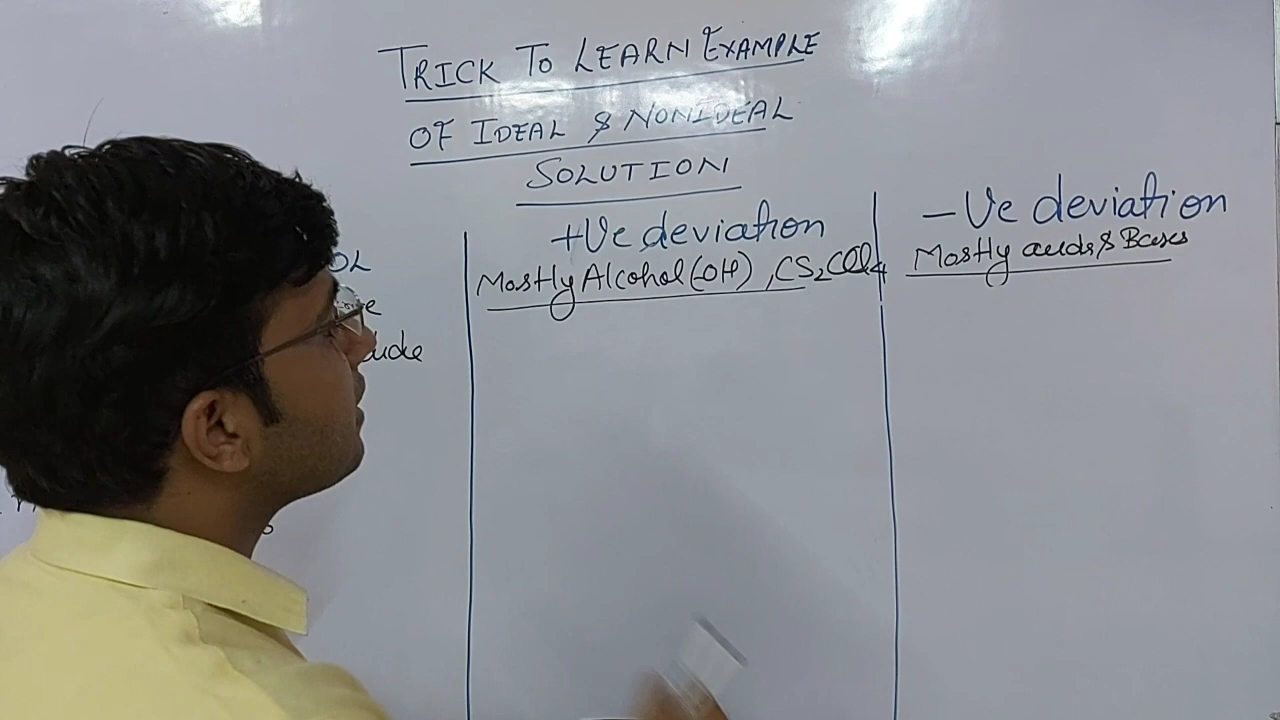 TRICK TO LEARN EXAMPLE
OF IDEAL & NONIDEAL
SOLUTION
+Ve deviation
Mostly Alcohol (OH), CS2, CCl4
-Ve deviation
Mostly acids & Bases